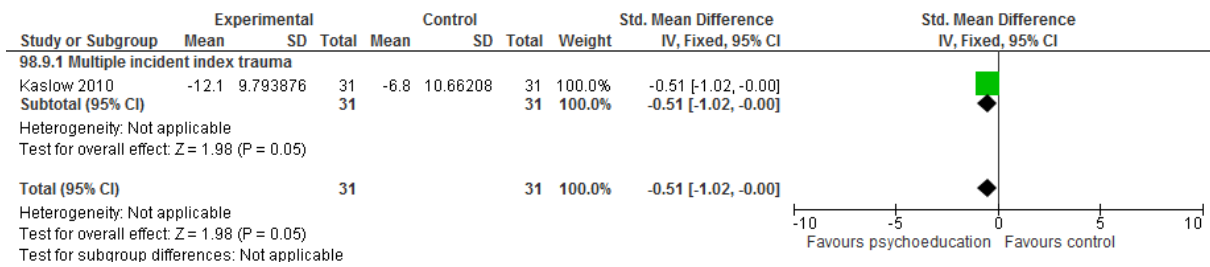 Experimental Control Std. Mean Difference Std. Mean Difference
Study or Subgroup Mean SD Total Mean SD Total Weight IV, Fixed, 95% CI IV, Fixed, 95% CI
98.9.1 Multiple incident index trauma
Kaslow 2010 -12.1 9.793876 31 -6.8 10.66208 31 100.0% -0.51 [-1.02, -0.00]
Subtotal (95% CI) 31 31 100.0% -0.51 [-1.02, -0.00]
Heterogeneity: Not applicable
Test for overall effect: Z = 1.98 (P = 0.05)
Total (95% CI) 31 31 100.0% -0.51 [-1.02, -0.00]
Heterogeneity: Not applicable
Test for overall effect: Z = 1.98 (P = 0.05)
Test for subgroup differences: Not applicable
-10 -5 0 5 10
Favours psychoeducation Favours control